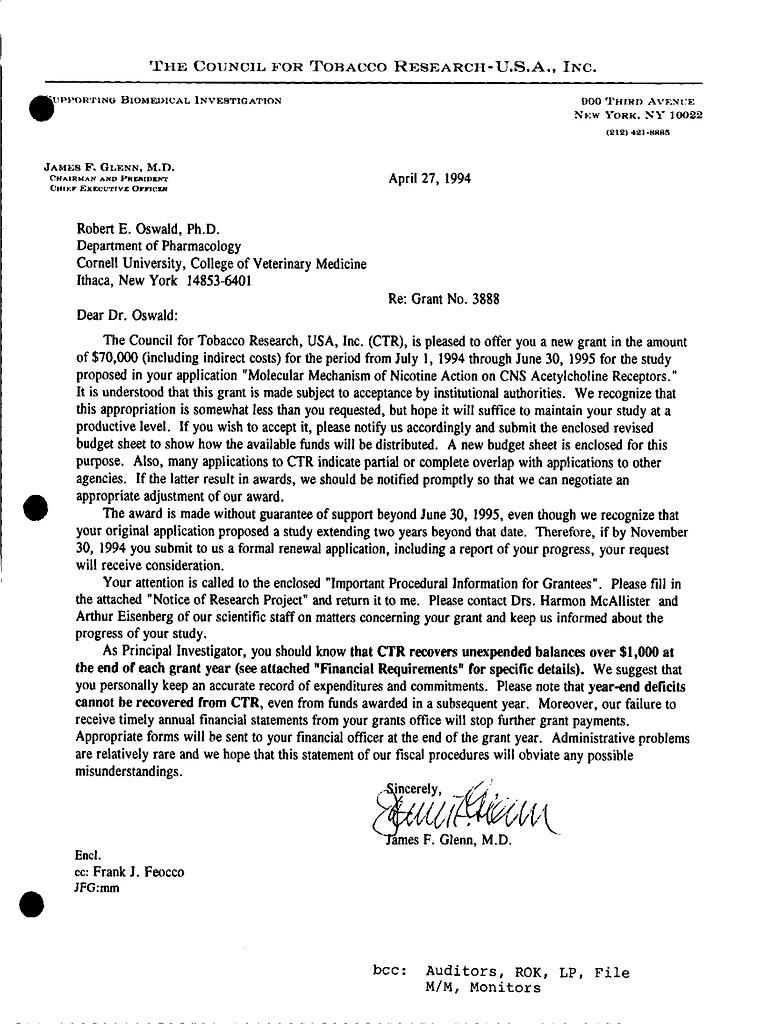 THE COUNCIL FOR TOBACCO RESEARCH-U.S.A., INC.
SUPPORTING BIOMEDICAL INVESTIGATION
900 THIRD AVENUE
NEW YORK, NY 10022
(212) 421-8885
JAMES F. GLENN, M.D.
CHAIRMAN AND PRESIDENT
CHIEF EXECUTIVE OFFICER
April 27, 1994
Robert E. Oswald, Ph.D.
Department of Pharmacology
Cornell University, College of Veterinary Medicine
Ithaca, New York 14853-6401
Re: Grant No. 3888
Dear Dr. Oswald:
The Council for Tobacco Research, USA, Inc. (CTR), is pleased to offer you a new grant in the amount
of $70,000 (including indirect costs) for the period from July 1, 1994 through June 30, 1995 for the study
proposed in your application "Molecular Mechanism of Nicotine Action on CNS Acetylcholine Receptors."
It is understood that this grant is made subject to acceptance by institutional authorities. We recognize that
this appropriation is somewhat less than you requested, but hope it will suffice to maintain your study at a
productive level. If you wish to accept it, please notify us accordingly and submit the enclosed revised
budget sheet to show how the available funds will be distributed. A new budget sheet is enclosed for this
purpose. Also, many applications to CTR indicate partial or complete overlap with applications to other
agencies. If the latter result in awards, we should be notified promptly so that we can negotiate an
appropriate adjustment of our award.
The award is made without guarantee of support beyond June 30, 1995, even though we recognize that
your original application proposed a study extending two years beyond that date. Therefore, if by November
30, 1994 you submit to us a formal renewal application, including a report of your progress, your request
will receive consideration.
Your attention is called to the enclosed "Important Procedural Information for Grantees". Please fill in
the attached "Notice of Research Project" and return it to me. Please contact Drs. Harmon McAllister and
Arthur Eisenberg of our scientific staff on matters concerning your grant and keep us informed about the
progress of your study.
As Principal Investigator, you should know that CTR recovers unexpended balances over $1,000 at
the end of each grant year (see attached "Financial Requirements" for specific details). We suggest that
you personally keep an accurate record of expenditures and commitments. Please note that year-end deficits
cannot be recovered from CTR, even from funds awarded in a subsequent year. Moreover, our failure to
receive timely annual financial statements from your grants office will stop further grant payments.
Appropriate forms will be sent to your financial officer at the end of the grant year. Administrative problems
are relatively rare and we hope that this statement of our fiscal procedures will obviate any possible
misunderstandings.
Sincerely,
James F. Glenn
James F. Glenn, M.D.
Encl.
cc: Frank J. Feocco
JFG:mm
bcc: Auditors, ROK, LP, File
M/M, Monitors